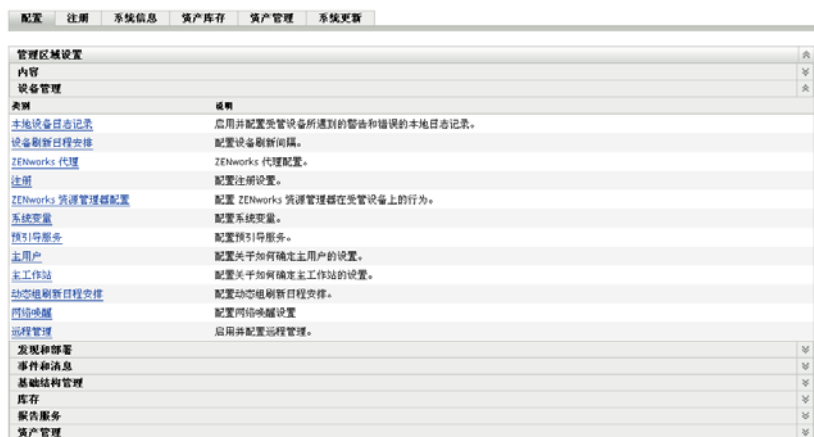 配置 注册 系统信息 资产库存 资产管理 系统更新
管理区域设置
内容
设备管理
类别 说明
本地设备日志记录 启用并配置受管设备所遇到的警告和错误的本地日志记录。
设备刷新日程安排 配置设备刷新间隔。
ZENworks 代理 ZENworks 代理配置。
注册 配置注册设置。
ZENworks 资源管理器配置 配置 ZENworks 资源管理器在受管设备上的行为。
系统变量 配置系统变量。
预引导服务 配置预引导服务。
主用户 配置关于如何确定主用户的设置。
主工作站 配置关于如何确定主工作站的设置。
动态组刷新日程安排 配置动态组刷新日程安排。
网络唤醒 配置网络唤醒设置
远程管理 启用并配置远程管理。
发现和部署
事件和消息
基础结构管理
库存
报告服务
资产管理